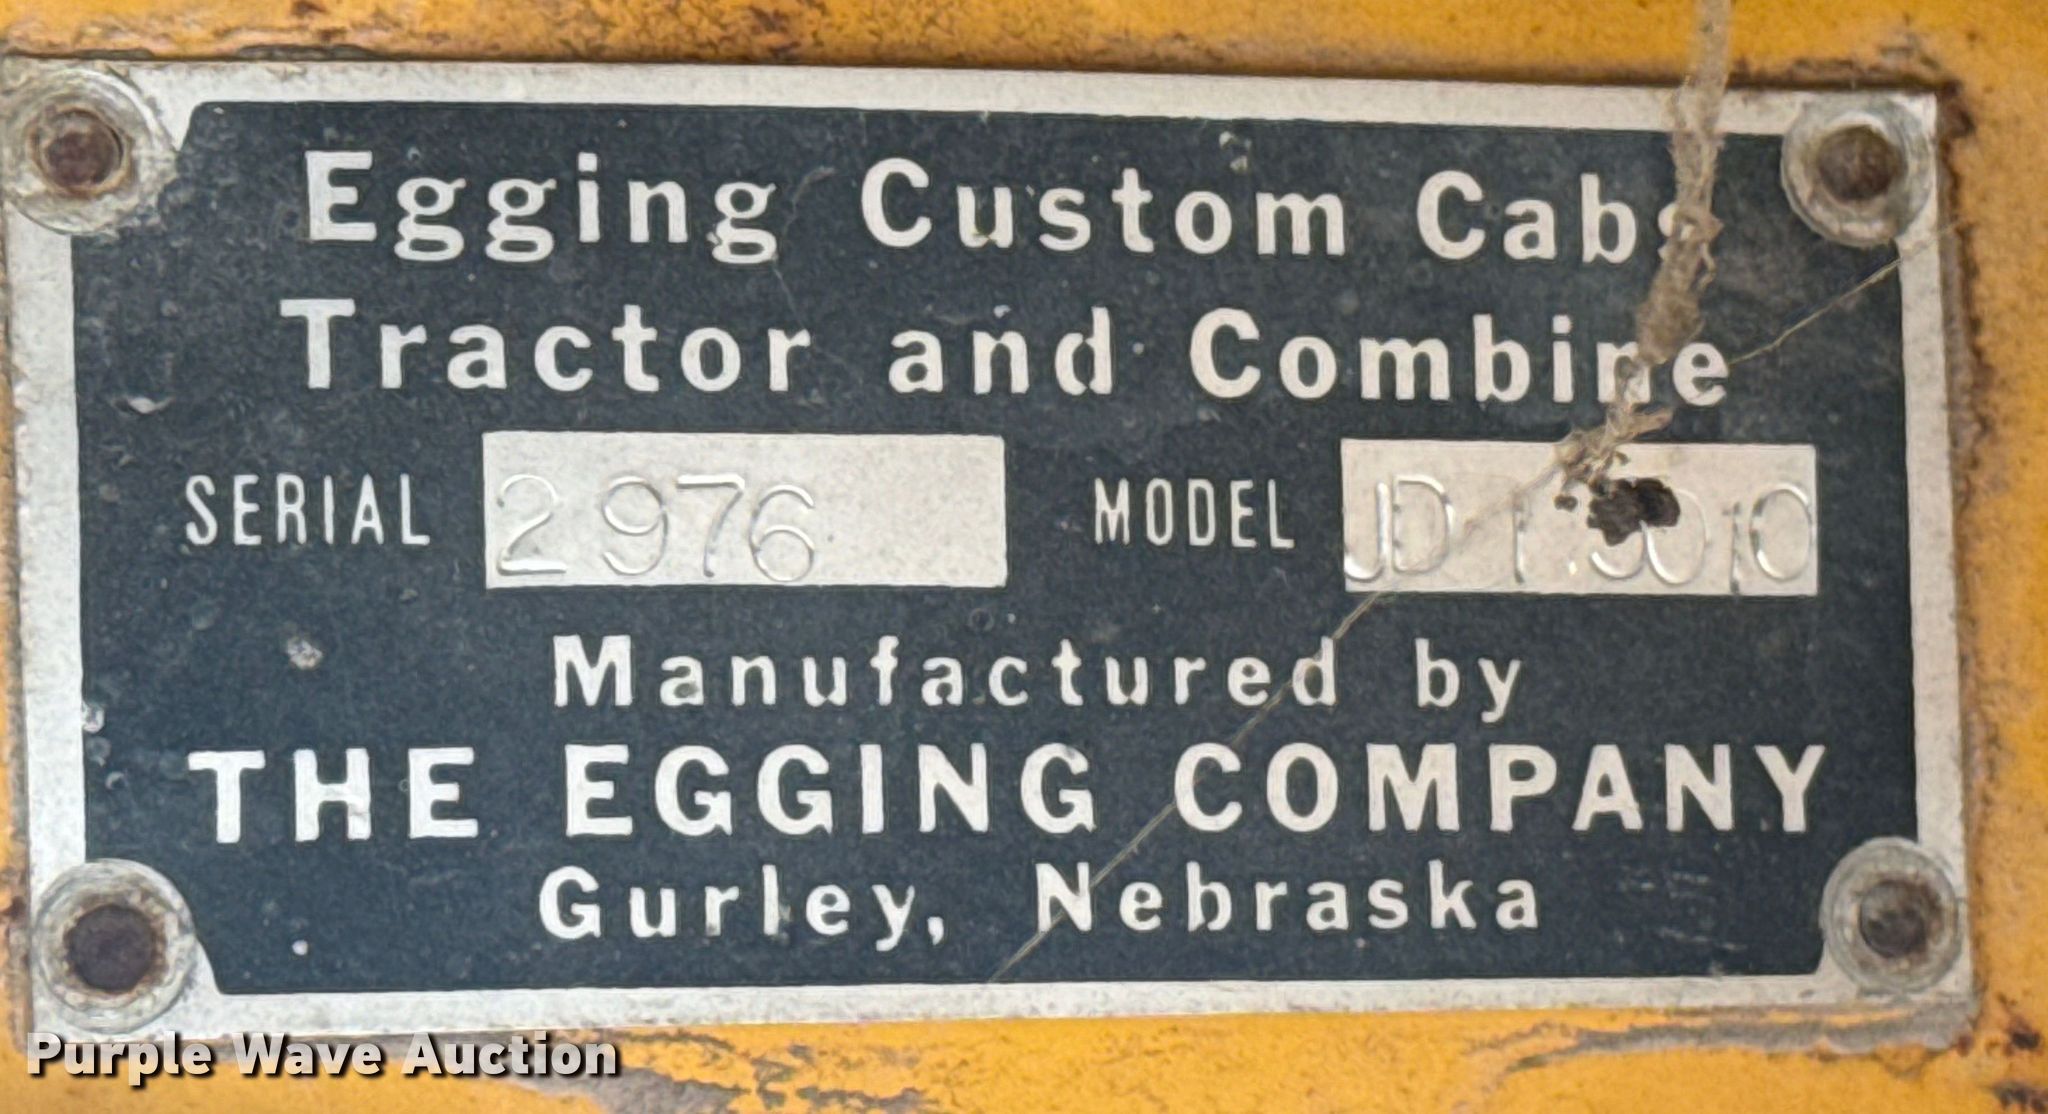 Egging Custom Cabs
Tractor and Combine
SERIAL 2976 MODEL JD
Manufactured by
THE EGGING COMPANY
Gurley, Nebraska
Purple Wave Auction